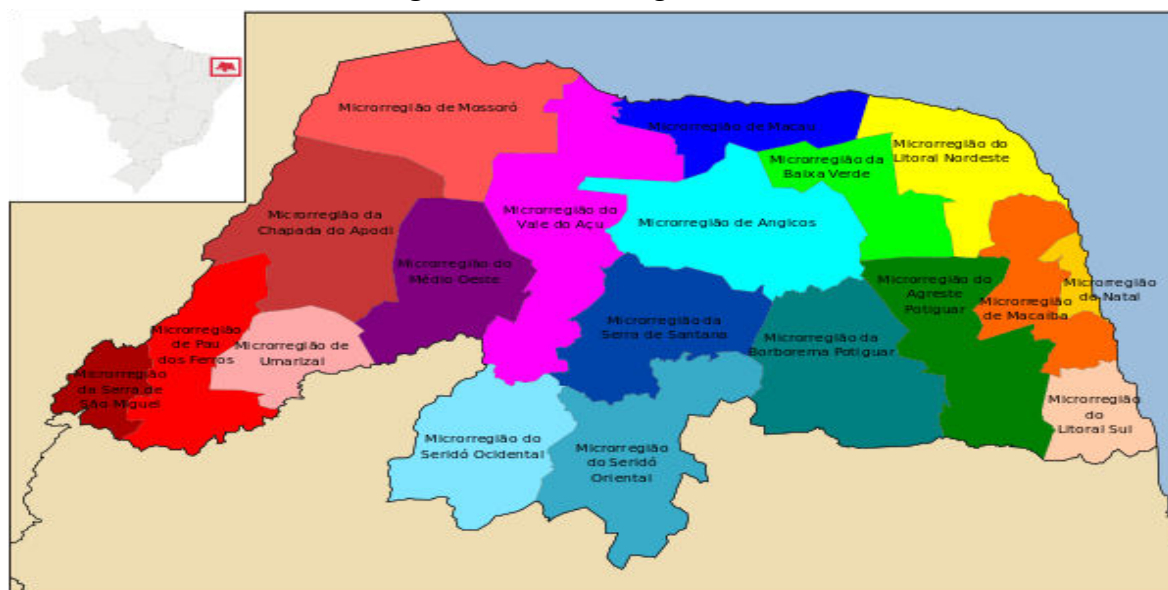 Microrregião de Mossoró
Microrregião de Macau
Microrregião do
Litoral Nordeste
Microrregião da
Baixa Verde
Microrregião da
Chapada do Apodi
Microrregião do
Vale do Açu
Microrregião de Angicos
Microrregião do
Médio Oeste
Microrregião do
Agreste
Potiguar
Microrregião
da Natal
Microrregião
de Macaíba
Microrregião
de Pau
dos Ferros
Microrregião de
Umarizal
Microrregião da
Serra de Santana
Microrregião da
Borborema Potiguar
Microrregião
da Serra de
São Miguel
Microrregião
do
Litoral Sul
Microrregião do
Seridó Ocidental
Microrregião
do Seridó
Oriental